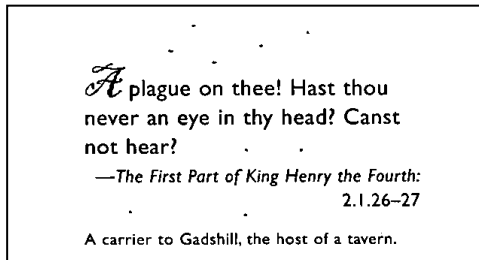 A plague on thee! Hast thou
never an eye in thy head? Canst
not hear?
—The First Part of King Henry the Fourth:
2.1.26–27
A carrier to Gadshill, the host of a tavern.